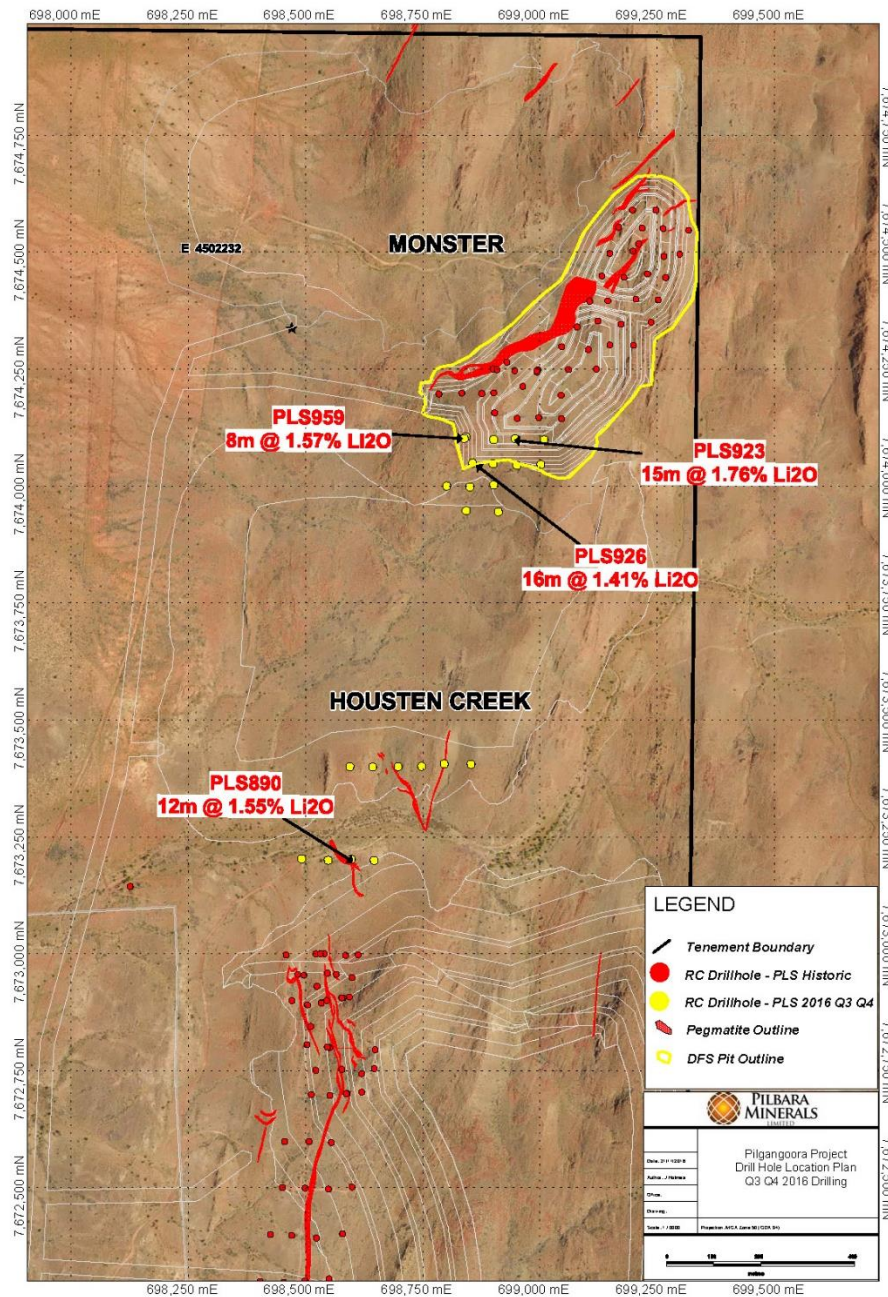 698,000 mE 698,250 mE 698,500 mE 698,750 mE 699,000 mE 699,250 mE 699,500 mE
7,674,750 mN
7,674,500 mN
7,674,250 mN
7,674,000 mN
7,673,750 mN
7,673,500 mN
7,673,250 mN
7,673,000 mN
7,672,750 mN
7,672,500 mN
E 4502232
MONSTER
PLS959
8m @ 1.57% Li2O
PLS923
15m @ 1.76% Li2O
PLS926
16m @ 1.41% Li2O
HOUSTEN CREEK
PLS890
12m @ 1.55% Li2O
LEGEND
Tenement Boundary
RC Drillhole - PLS Historic
RC Drillhole - PLS 2016 Q3 Q4
Pegmatite Outline
DFS Pit Outline
PILBARA
MINERALS
LIMITED
Pilgangoora Project
Drill Hole Location Plan
Q3 Q4 2016 Drilling
698,000 mE 698,250 mE 698,500 mE 698,750 mE 699,000 mE 699,250 mE 699,500 mE